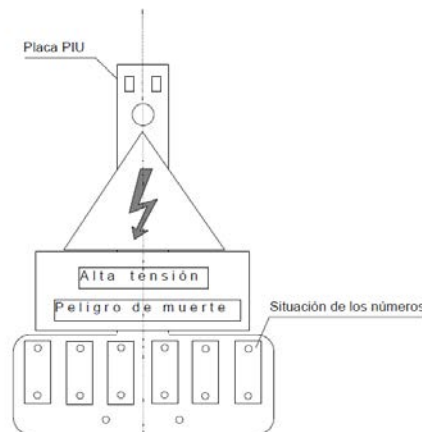 Placa PIU
Alta tensión
Peligro de muerte
Situación de los números